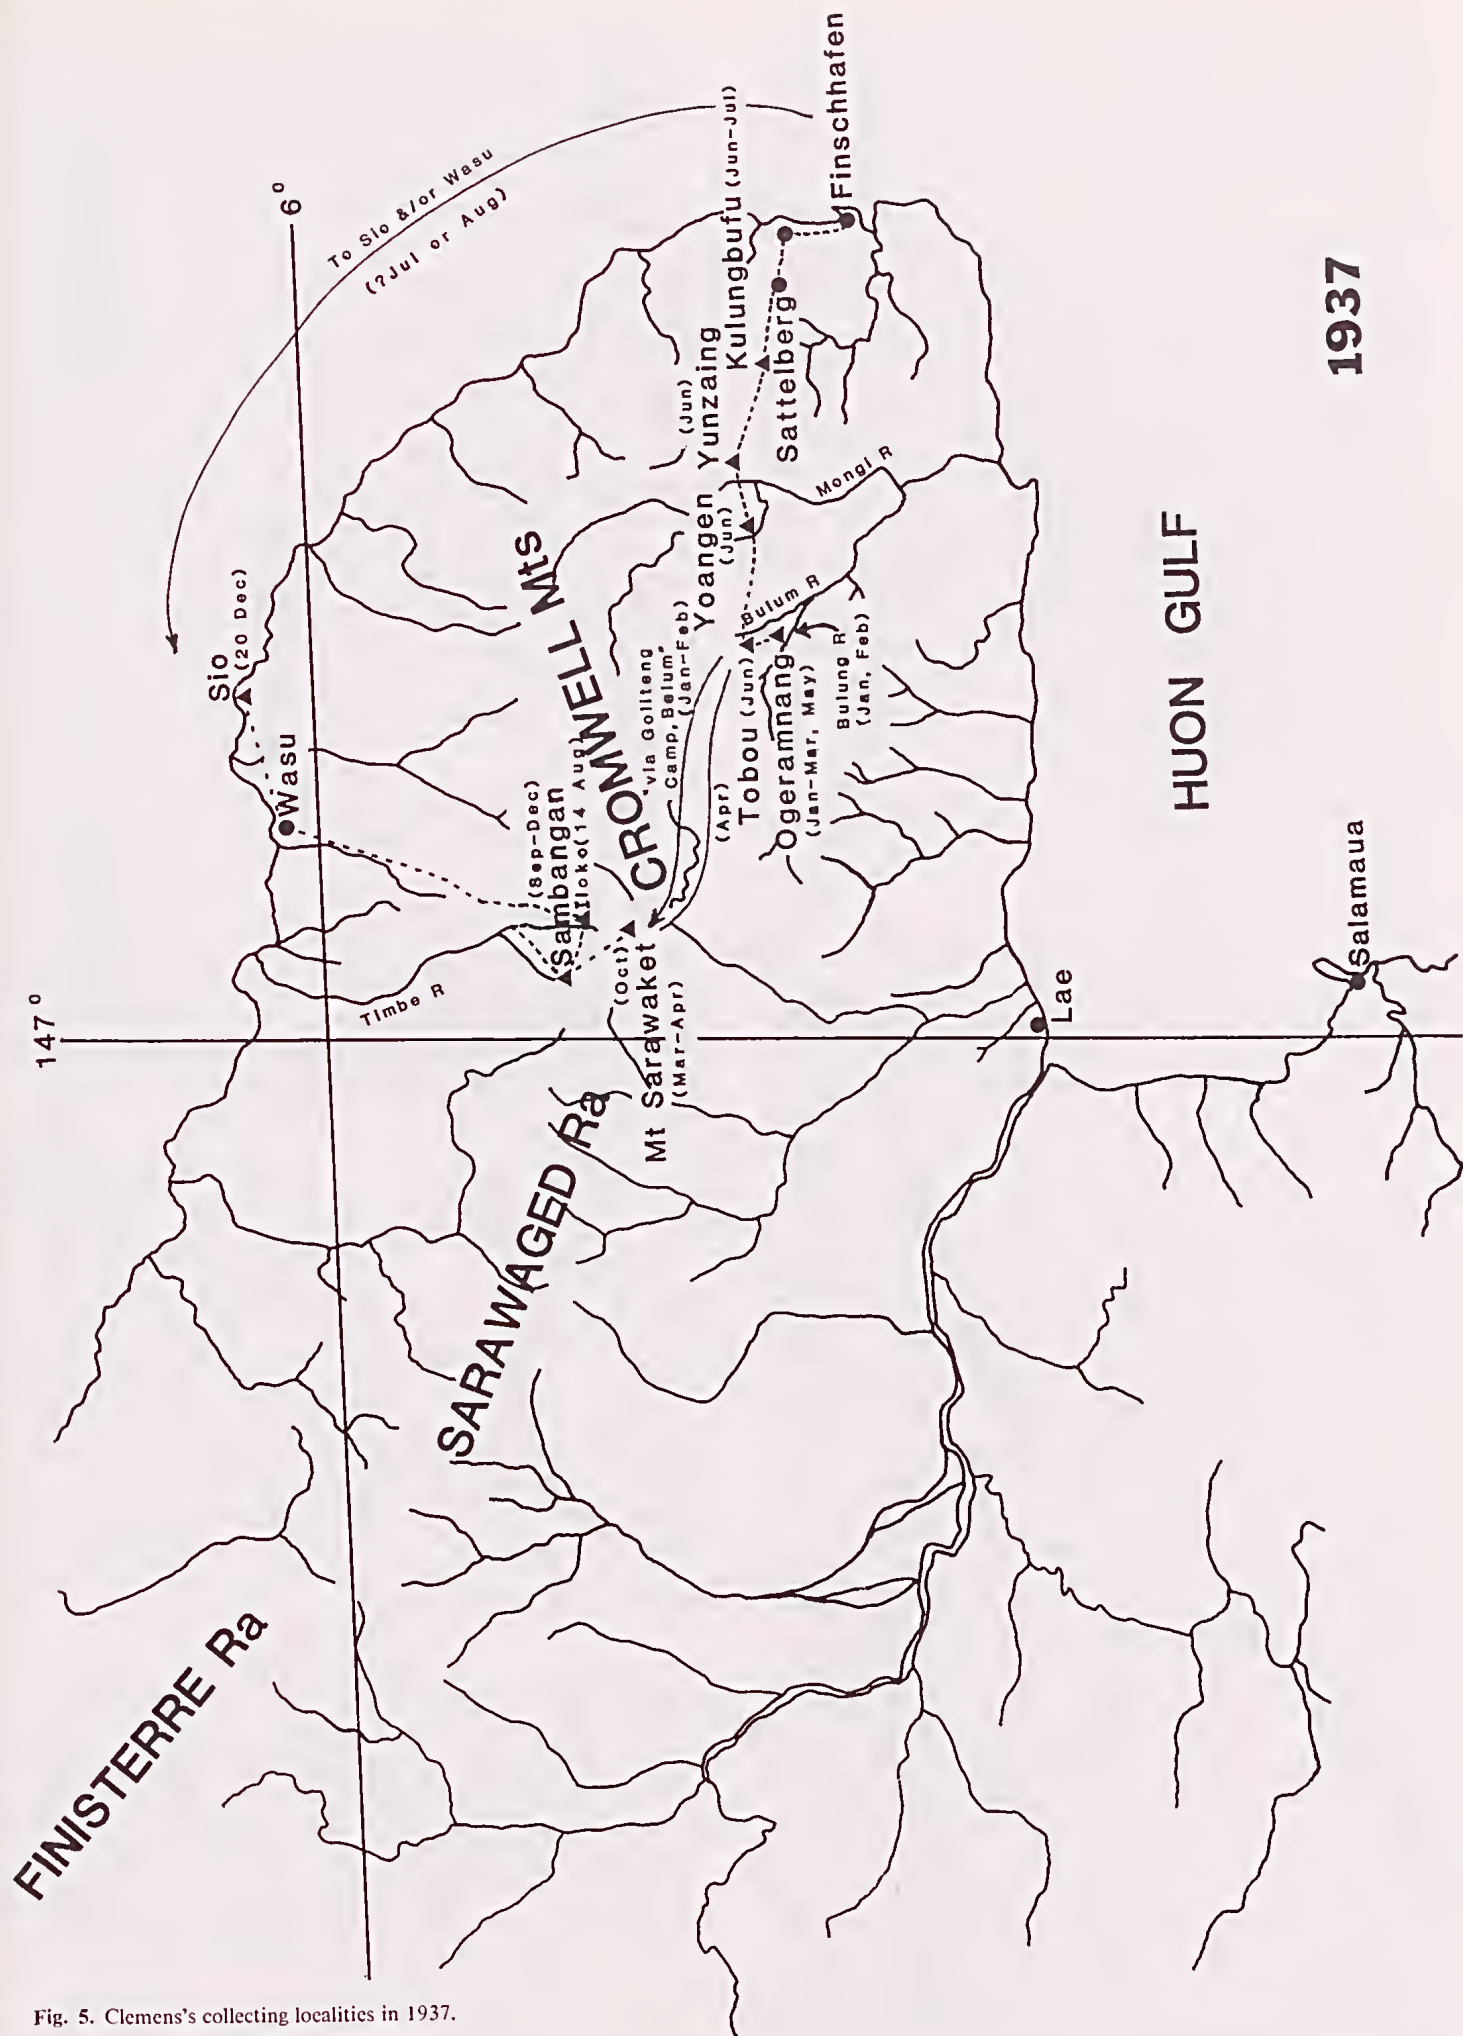 FINISTERRE Ra
SARAWAGED Ra
CROMWELL Mts
147°
6°
To Sio &/or Wasu
(?Jul or Aug)
Sio
(20 Dec)
Wasu
Timbe R
(Sep-Dec)
Sambangan
Iloko(14 Aug)
(Oct)
Mt Sarawaket
(Mar-Apr)
"via Goliteng
Camp, Belum"
(Jan-Feb)
(Apr)
Tobou (Jun)
Ogeramnang
(Jan-Mar, May)
Bulung R
(Jan, Feb)
Bulum R
Yoangen
(Jun)
Mongi R
(Jun)
Yunzaing
Kulungbufu (Jun-Jul)
Sattelberg
Finschhafen
Lae
Salamaua
HUON GULF
1937
Fig. 5. Clemens's collecting localities in 1937.